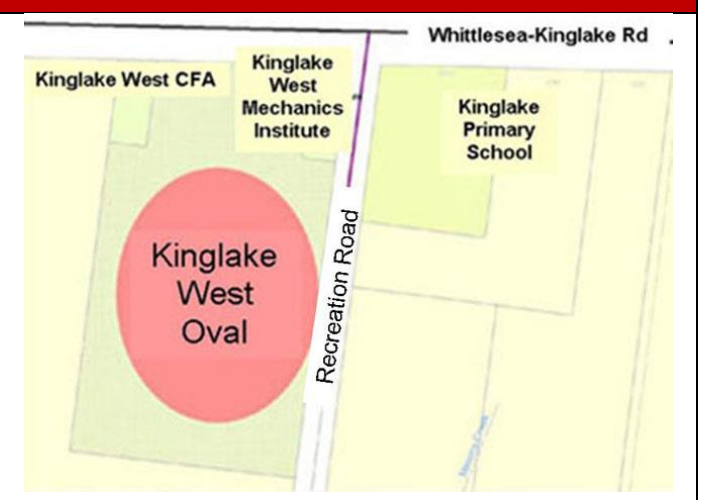 Whittlesea-Kinglake Rd
Kinglake West CFA
Kinglake
West
Mechanics
Institute
Kinglake
Primary
School
Kinglake
West
Oval
Recreation Road